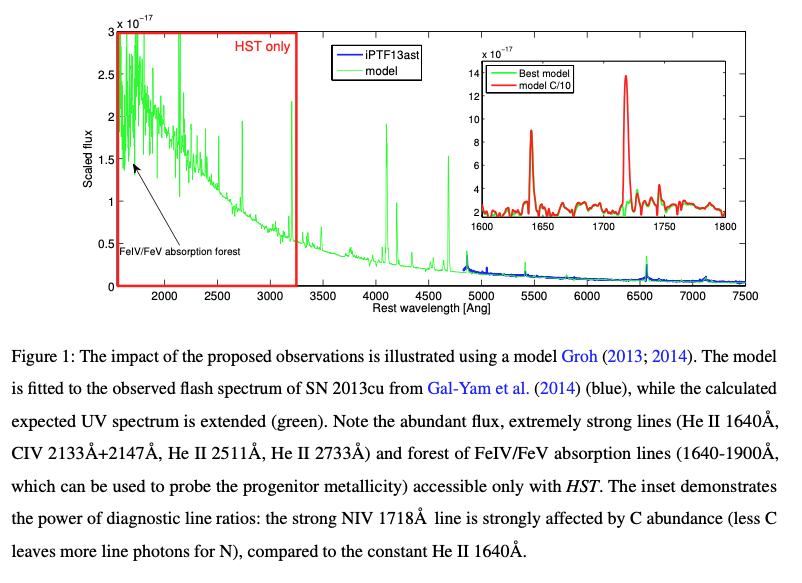 3 x 10⁻¹⁷
HST only
iPTF13ast
model
2.5
2
1.5
1
0.5
0
Scaled flux
FeIV/FeV absorption forest
x 10⁻¹⁷
Best model
model C/10
14
12
10
8
6
4
2
1600 1650 1700 1750 1800
2000 2500 3000 3500 4000 4500 5000 5500 6000 6500 7000 7500
Rest wavelength [Ang]
Figure 1: The impact of the proposed observations is illustrated using a model Groh (2013; 2014). The model
is fitted to the observed flash spectrum of SN 2013cu from Gal-Yam et al. (2014) (blue), while the calculated
expected UV spectrum is extended (green). Note the abundant flux, extremely strong lines (He II 1640Å,
CIV 2133Å+2147Å, He II 2511Å, He II 2733Å) and forest of FeIV/FeV absorption lines (1640-1900Å,
which can be used to probe the progenitor metallicity) accessible only with HST. The inset demonstrates
the power of diagnostic line ratios: the strong NIV 1718Å line is strongly affected by C abundance (less C
leaves more line photons for N), compared to the constant He II 1640Å.